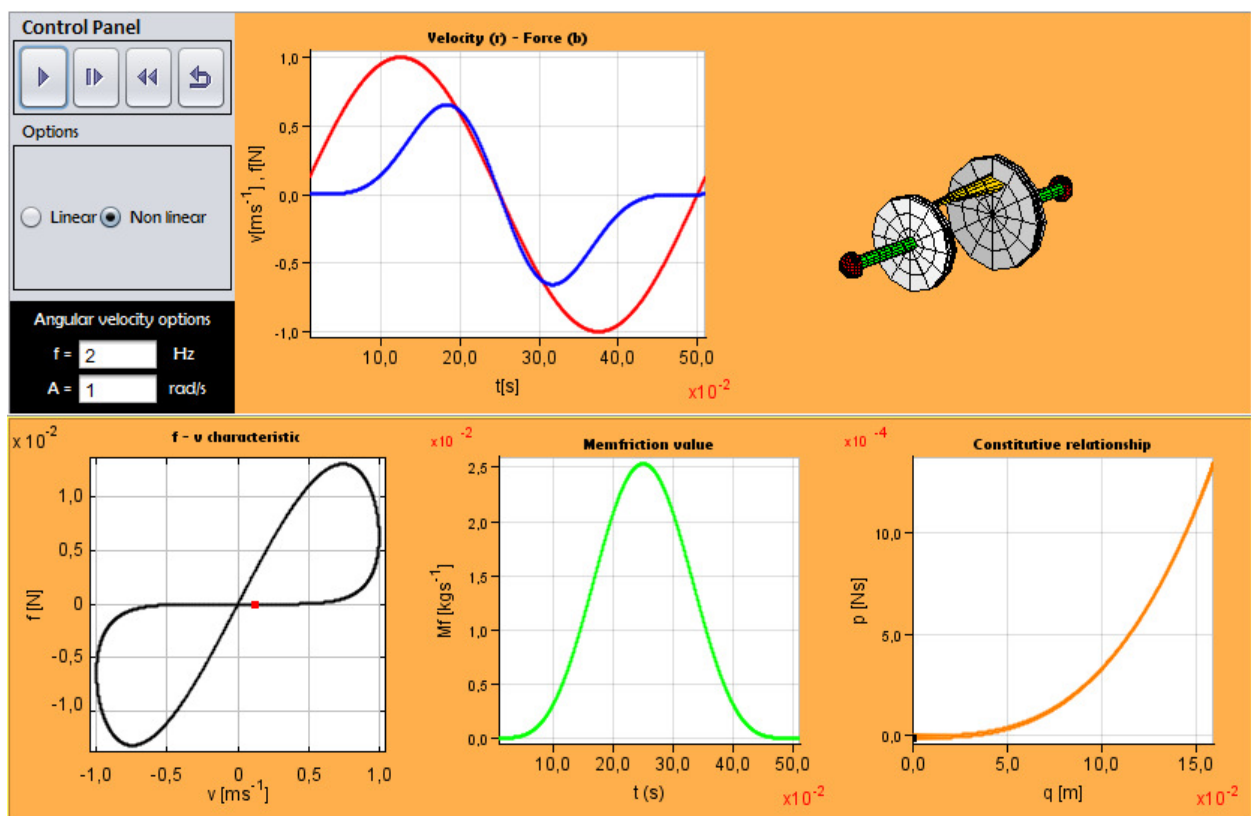 Control Panel
Options
Linear Non linear
Angular velocity options
f = 2 Hz
A = 1 rad/s
Velocity (r) - Force (b)
v[ms⁻¹] , f[N]
1,0
0,5
0,0
-0,5
-1,0
10,0 20,0 30,0 40,0 50,0
t[s]
x10⁻²
x 10⁻²
f - v characteristic
f [N]
1,0
0,5
0
-0,5
-1,0
-1,0 -0,5 0 0,5 1,0
v [ms⁻¹]
x10⁻²
Memfriction value
Mf [kgs⁻¹]
2,5
2,0
1,5
1,0
0,5
0,0
10,0 20,0 30,0 40,0 50,0
t (s)
x10⁻²
x10⁻⁴
Constitutive relationship
p [Ns]
10,0
5,0
0,0
0,0 5,0 10,0 15,0
q [m]
x10⁻²